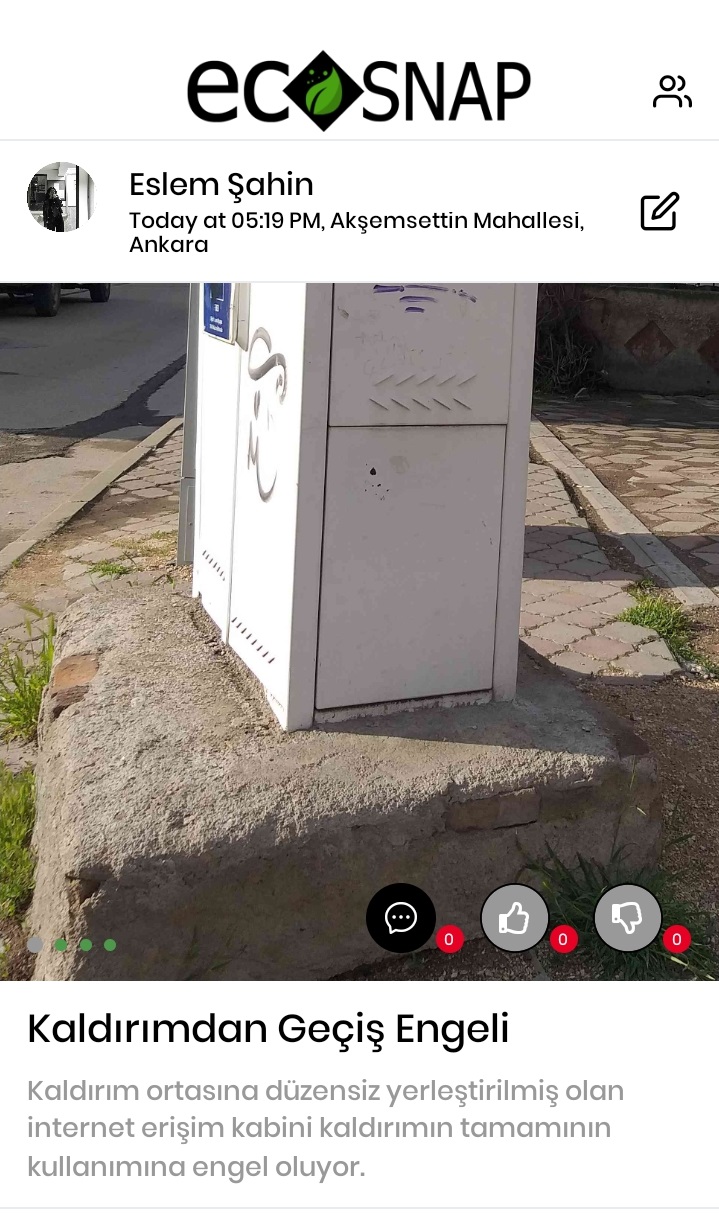 ecoSNAP
Eslem Şahin
Today at 05:19 PM, Akşemsettin Mahallesi,
Ankara
0
0
0
Kaldırımdan Geçiş Engeli
Kaldırım ortasına düzensiz yerleştirilmiş olan
internet erişim kabini kaldırımın tamamının
kullanımına engel oluyor.